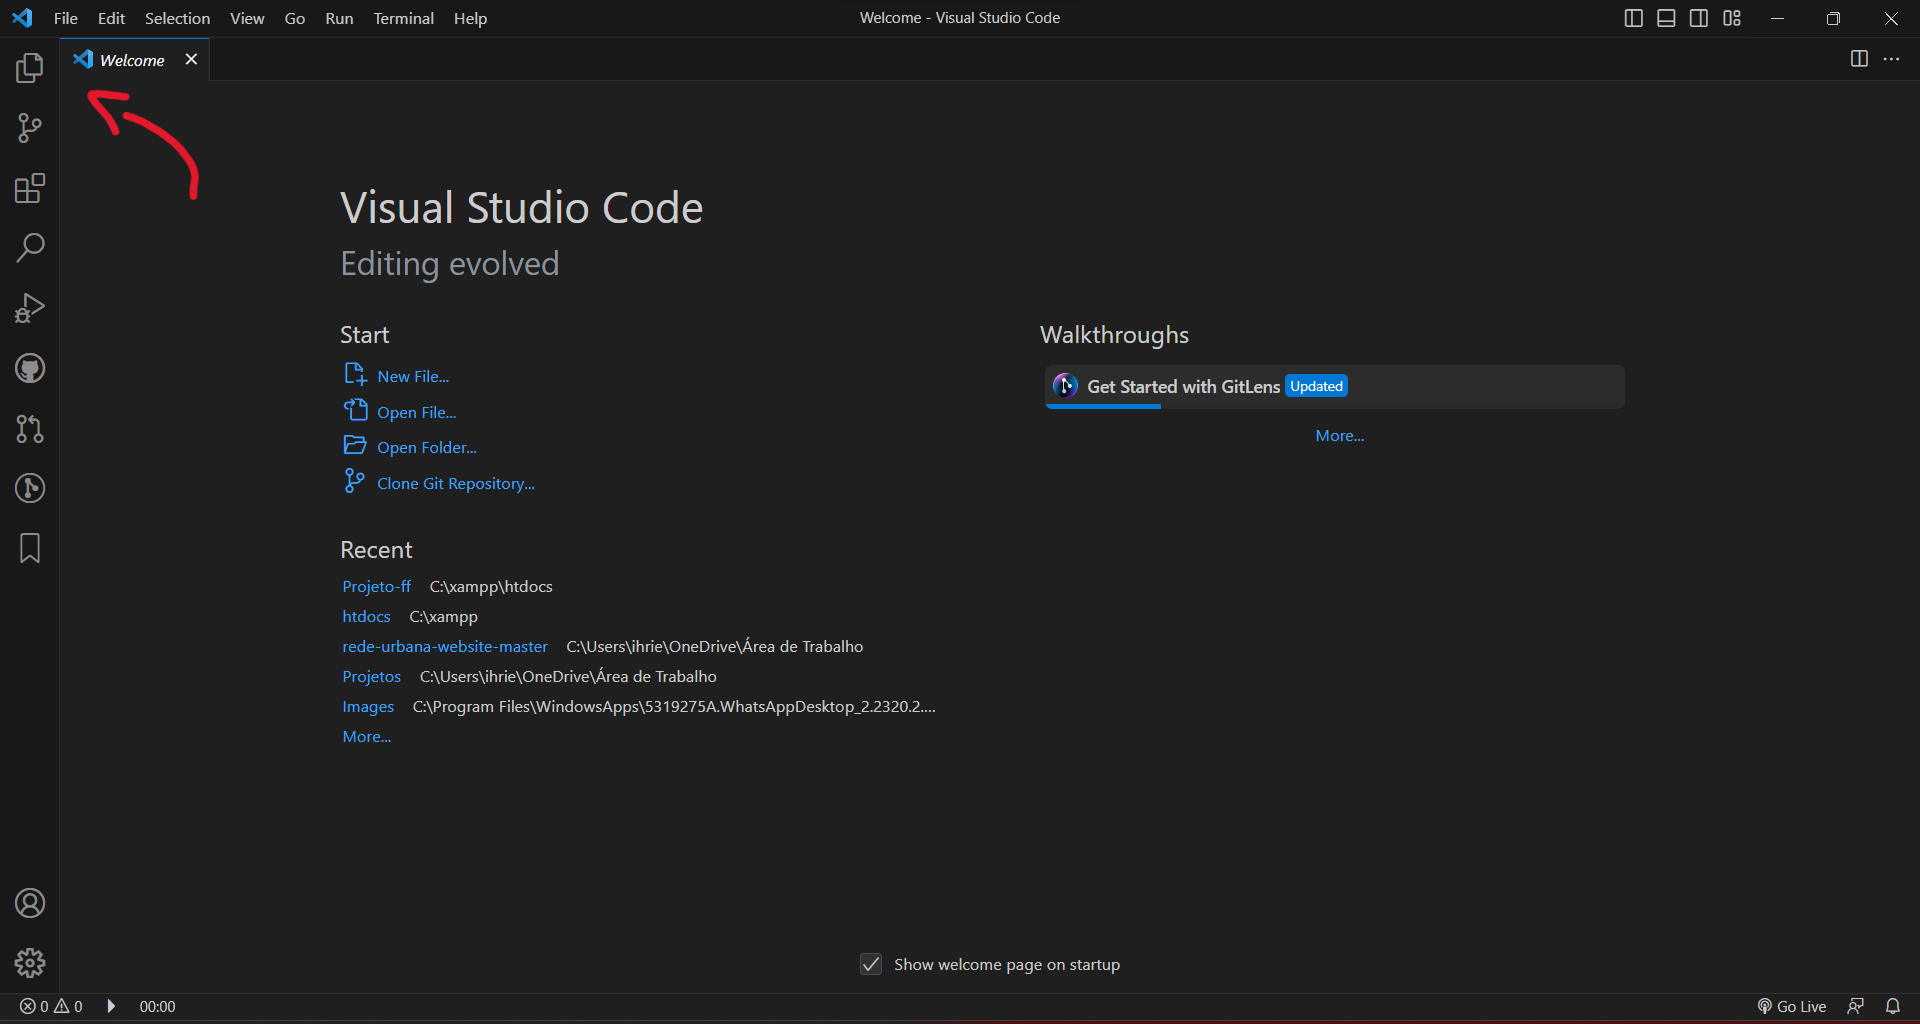 File Edit Selection View Go Run Terminal Help
Welcome - Visual Studio Code
Welcome
Visual Studio Code
Editing evolved
Start
New File...
Open File...
Open Folder...
Clone Git Repository...
Walkthroughs
Get Started with GitLens Updated
More...
Recent
Projeto-ff C:\xampp\htdocs
htdocs C:\xampp
rede-urbana-website-master C:\Users\ihrie\OneDrive\Área de Trabalho
Projetos C:\Users\ihrie\OneDrive\Área de Trabalho
Images C:\Program Files\WindowsApps\5319275A.WhatsAppDesktop_2.2320.2....
More...
Show welcome page on startup
0 0 00:00 Go Live